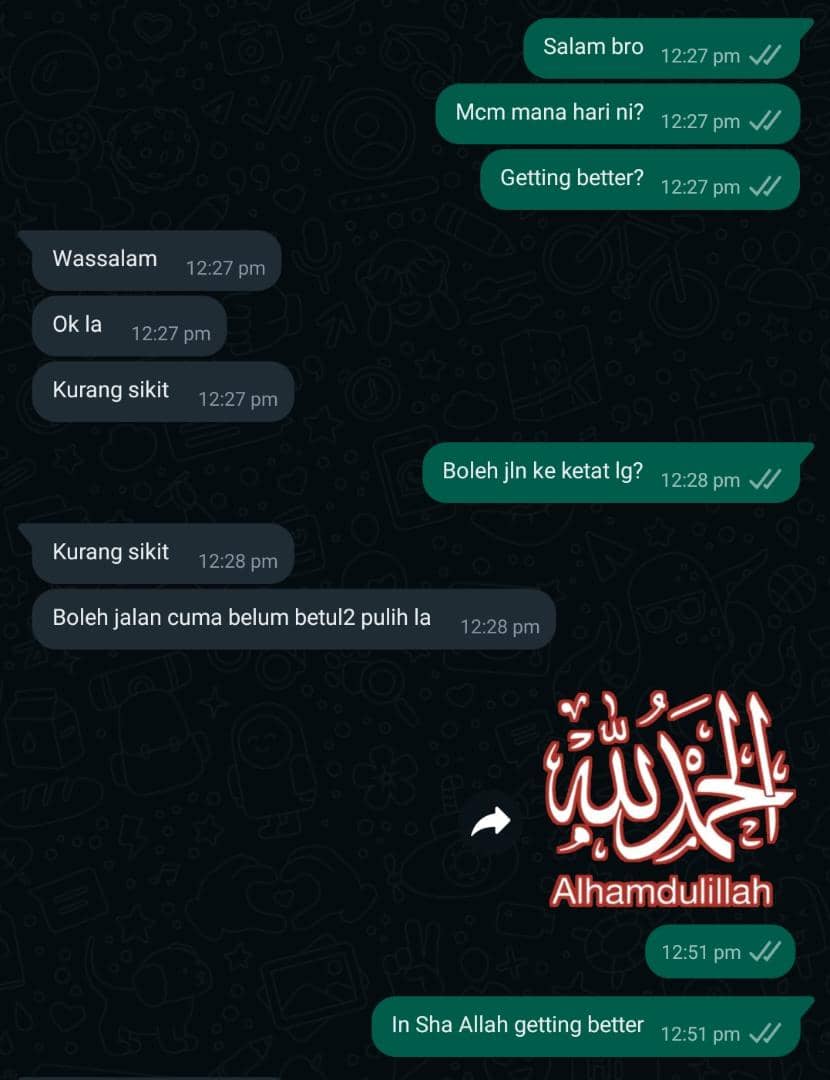 Salam bro 12:27 pm
Mcm mana hari ni? 12:27 pm
Getting better? 12:27 pm
Wassalam 12:27 pm
Ok la 12:27 pm
Kurang sikit 12:27 pm
Boleh jln ke ketat lg? 12:28 pm
Kurang sikit 12:28 pm
Boleh jalan cuma belum betul2 pulih la 12:28 pm
الحمد لله
Alhamdulillah
12:51 pm
In Sha Allah getting better 12:51 pm